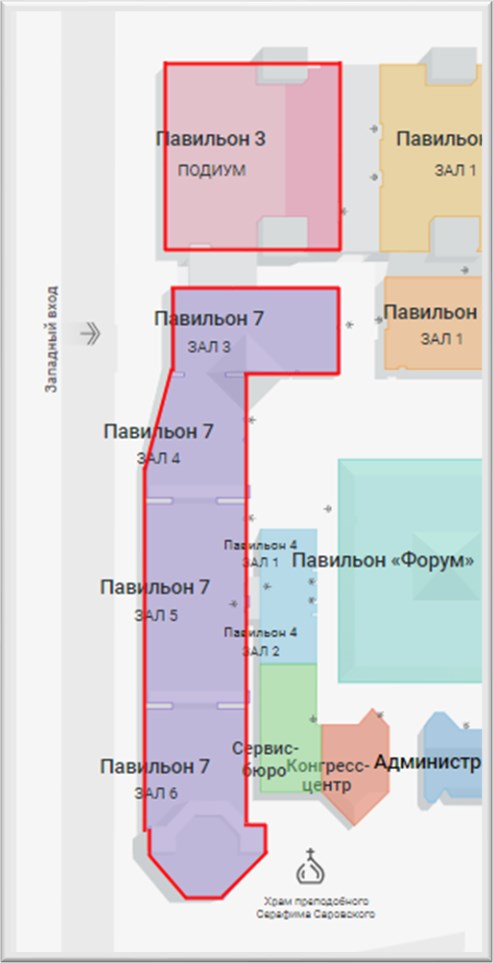 Павильон 3
ПОДИУМ
Павильон
ЗАЛ 1
Западный вход
Павильон 7
ЗАЛ 3
Павильон
ЗАЛ 1
Павильон 7
ЗАЛ 4
Павильон 4
ЗАЛ 1
Павильон «Форум»
Павильон 7
ЗАЛ 5
Павильон 4
ЗАЛ 2
Сервис-
бюро
Конгресс-
центр
Администр
Павильон 7
ЗАЛ 6
Храм преподобного
Серафима Саровского